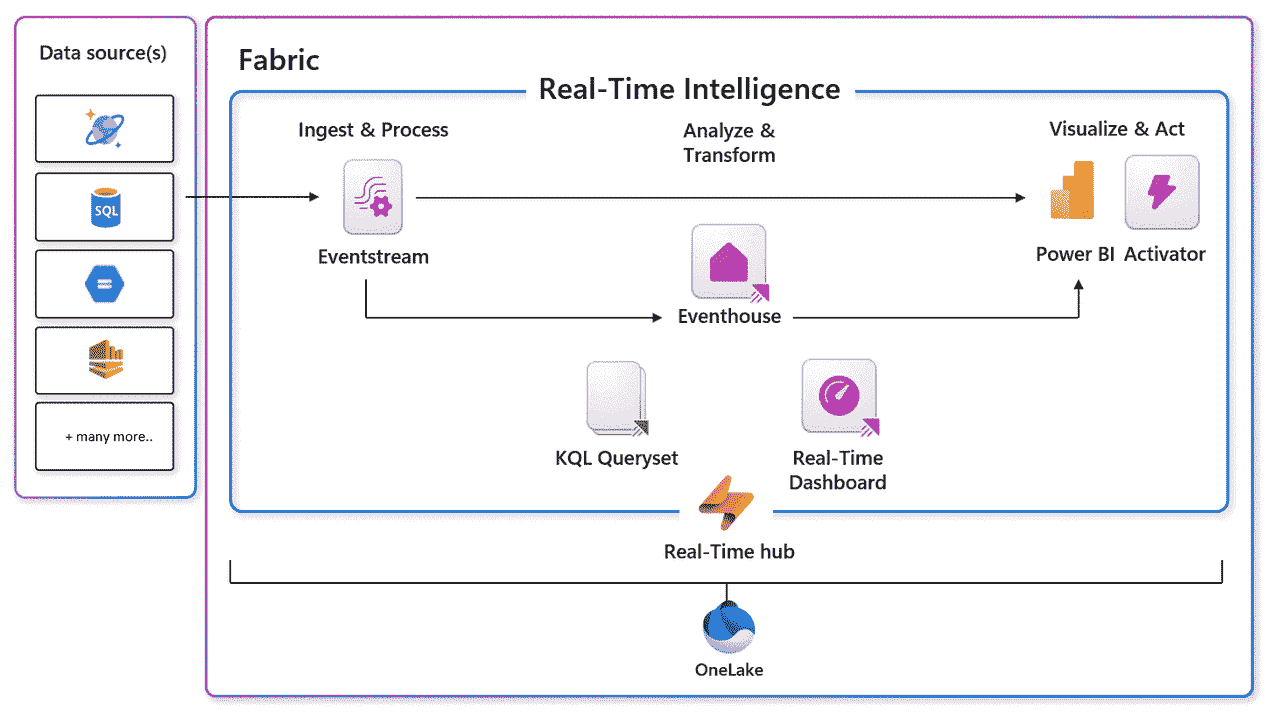 Data source(s)
SQL
+ many more..
Fabric
Real-Time Intelligence
Ingest & Process
Eventstream
Analyze &
Transform
Eventhouse
KQL Queryset
Real-Time
Dashboard
Visualize & Act
Power BI
Activator
Real-Time hub
OneLake